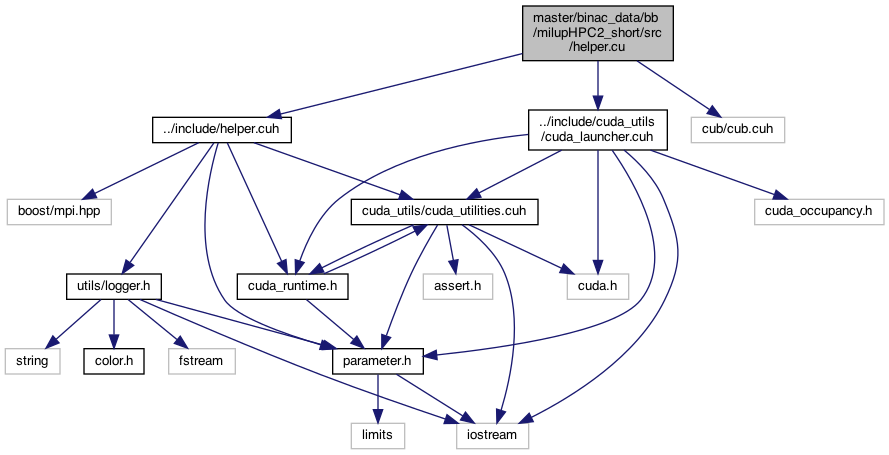 master/binac_data/bb
/milupHPC2_short/src
/helper.cu
../include/helper.cuh
../include/cuda_utils
/cuda_launcher.cuh
cub/cub.cuh
boost/mpi.hpp
cuda_utils/cuda_utilities.cuh
cuda_occupancy.h
utils/logger.h
cuda_runtime.h
assert.h
cuda.h
string
color.h
fstream
parameter.h
limits
iostream